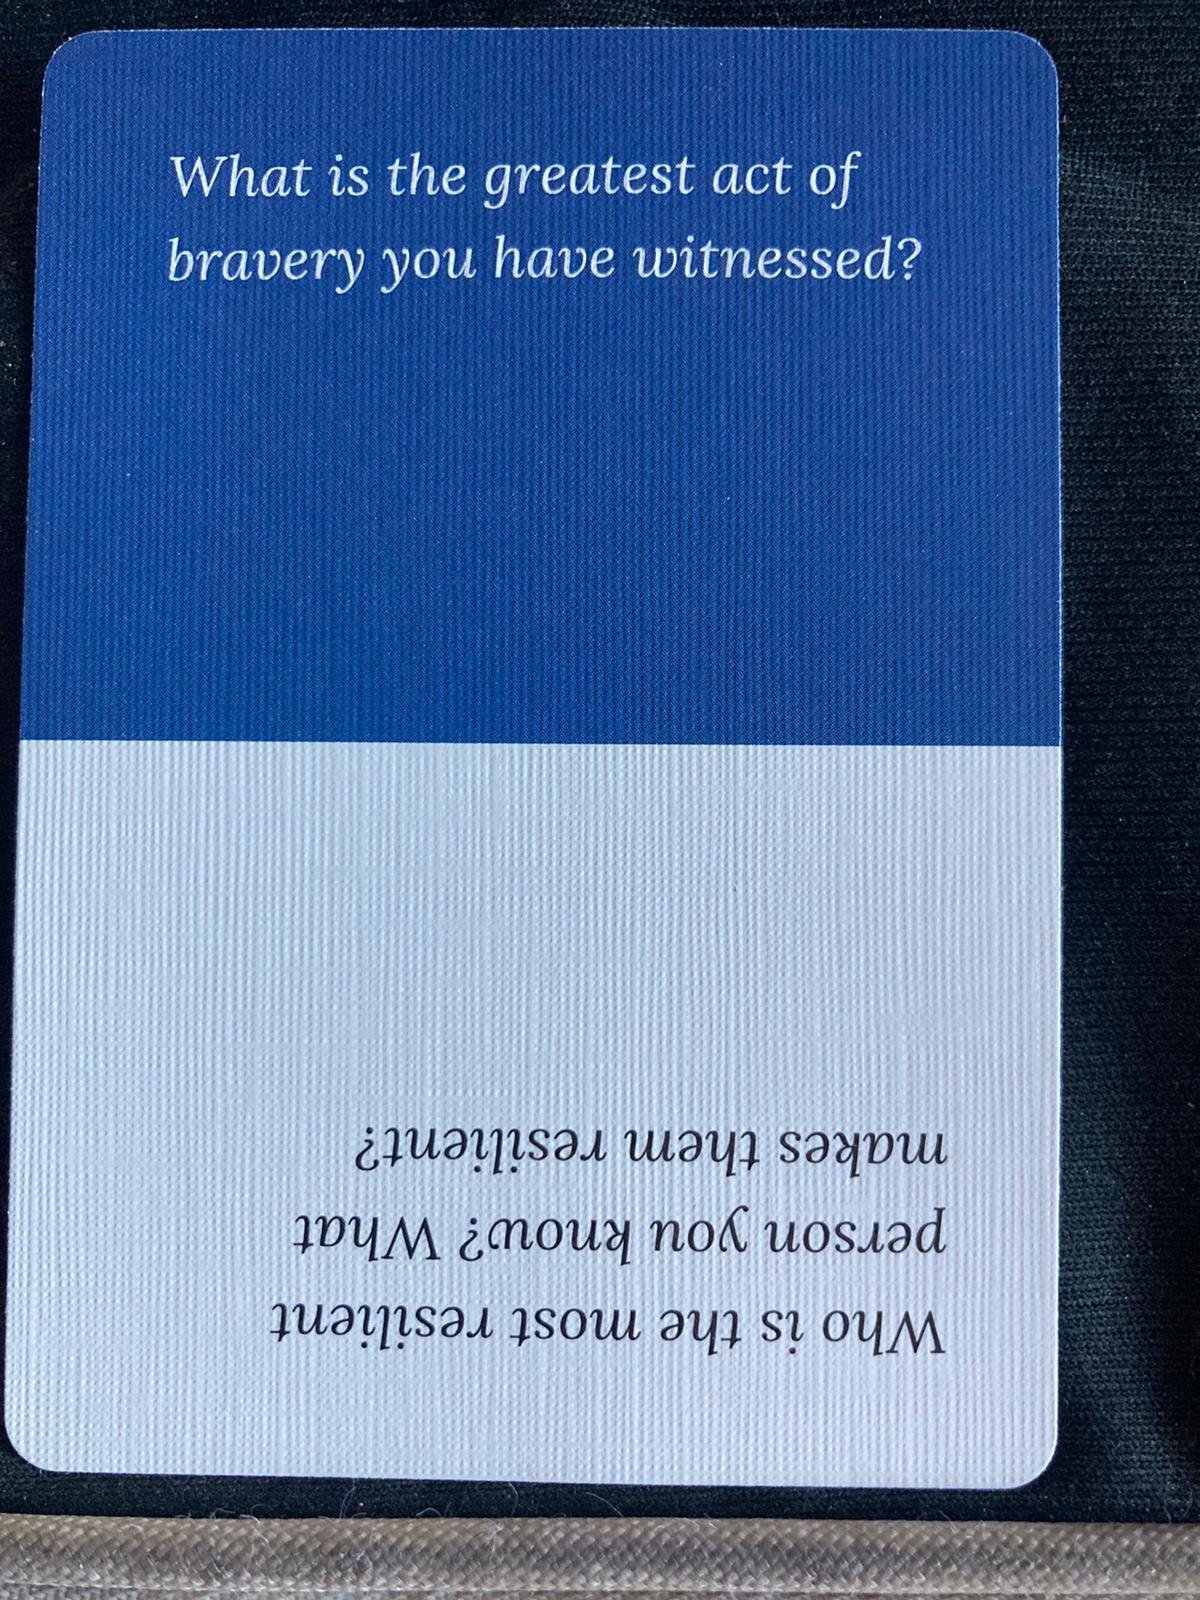 What is the greatest act of
bravery you have witnessed?
Who is the most resilient
person you know? What
makes them resilient?